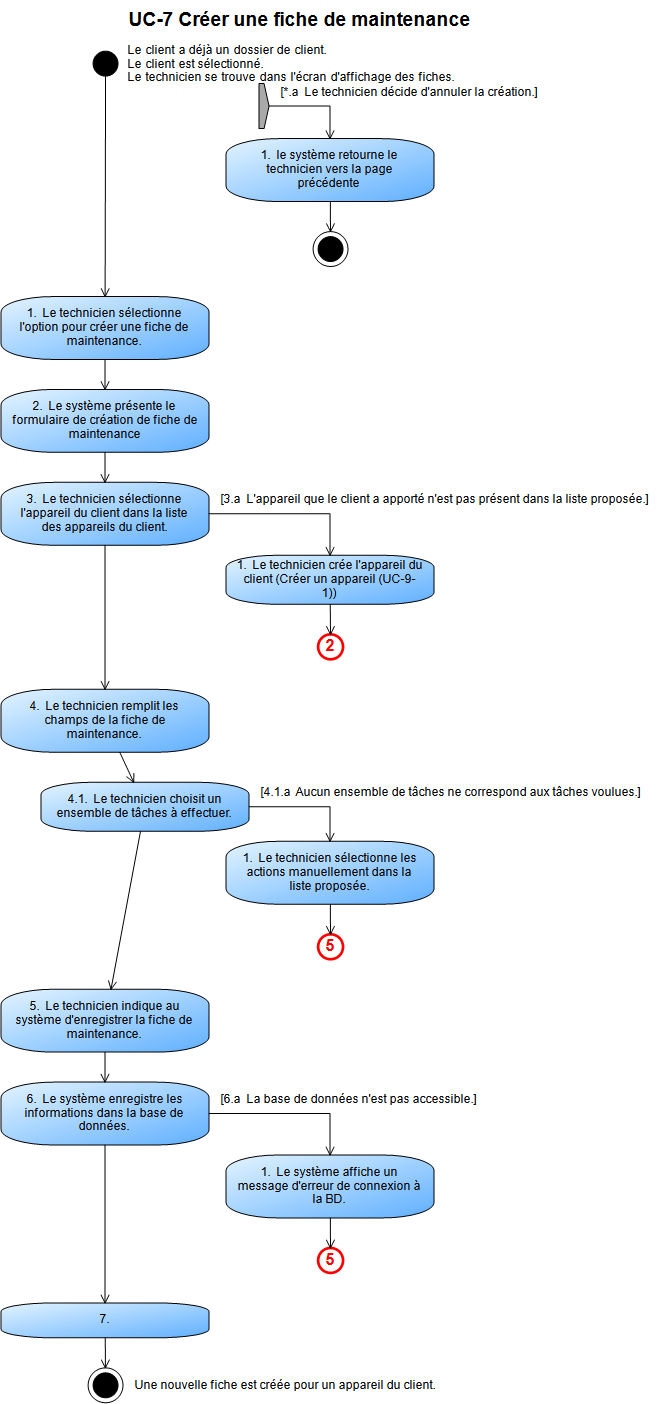 UC-7 Créer une fiche de maintenance
Le client a déjà un dossier de client.
Le client est sélectionné.
Le technicien se trouve dans l'écran d'affichage des fiches.
[*.a Le technicien décide d'annuler la création.]
1. le système retourne le
technicien vers la page
précédente
1. Le technicien sélectionne
l'option pour créer une fiche de
maintenance.
2. Le système présente le
formulaire de création de fiche de
maintenance
3. Le technicien sélectionne
l'appareil du client dans la liste
des appareils du client.
[3.a L'appareil que le client a apporté n'est pas présent dans la liste proposée.]
1. Le technicien crée l'appareil du
client (Créer un appareil (UC-9-
1))
2
4. Le technicien remplit les
champs de la fiche de
maintenance.
4.1. Le technicien choisit un
ensemble de tâches à effectuer.
[4.1.a Aucun ensemble de tâches ne correspond aux tâches voulues.]
1. Le technicien sélectionne les
actions manuellement dans la
liste proposée.
5
5. Le technicien indique au
système d'enregistrer la fiche de
maintenance.
6. Le système enregistre les
informations dans la base de
données.
[6.a La base de données n'est pas accessible.]
1. Le système affiche un
message d'erreur de connexion à
la BD.
5
7.
Une nouvelle fiche est créée pour un appareil du client.